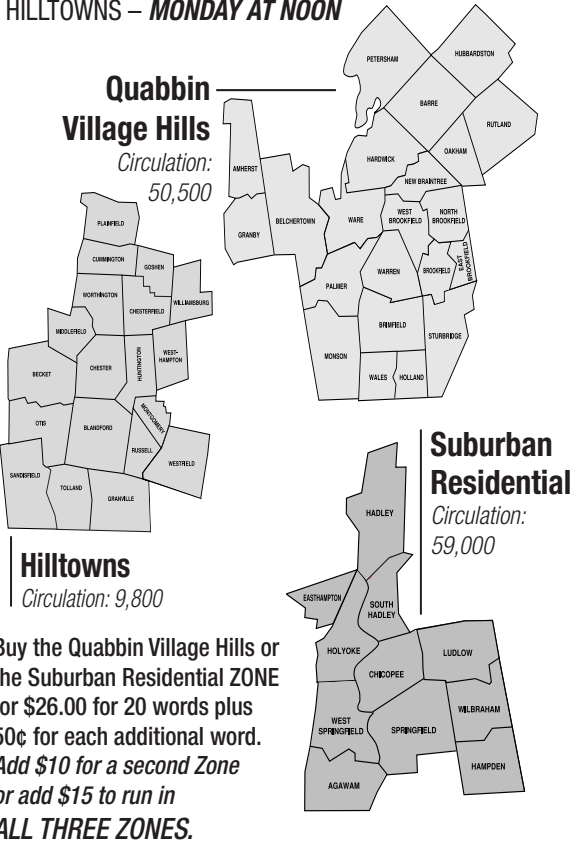 HILLTOWNS – MONDAY AT NOON
Quabbin
Village Hills
Circulation:
50,500
PETERSHAM
HUBBARDSTON
BARRE
RUTLAND
HARDWICK
OAKHAM
NEW BRAINTREE
AMHERST
BELCHERTOWN
GRANBY
WARE
WEST
BROOKFIELD
NORTH
BROOKFIELD
EAST
BROOKFIELD
BROOKFIELD
WARREN
PALMER
BRIMFIELD
STURBRIDGE
MONSON
WALES
HOLLAND
PLAINFIELD
CUMMINGTON
GOSHEN
WORTHINGTON
WILLIAMSBURG
CHESTERFIELD
MIDDLEFIELD
WEST-
HAMPTON
HUNTINGTON
CHESTER
BECKET
MONTGOMERY
OTIS
BLANDFORD
RUSSELL
WESTFIELD
SANDISFIELD
TOLLAND
GRANVILLE
Hilltowns
Circulation: 9,800
Suburban
Residential
Circulation:
59,000
HADLEY
EASTHAMPTON
SOUTH
HADLEY
HOLYOKE
LUDLOW
CHICOPEE
WILBRAHAM
WEST
SPRINGFIELD
SPRINGFIELD
HAMPDEN
AGAWAM
Buy the Quabbin Village Hills or
the Suburban Residential ZONE
for $26.00 for 20 words plus
50¢ for each additional word.
Add $10 for a second Zone
or add $15 to run in
ALL THREE ZONES.